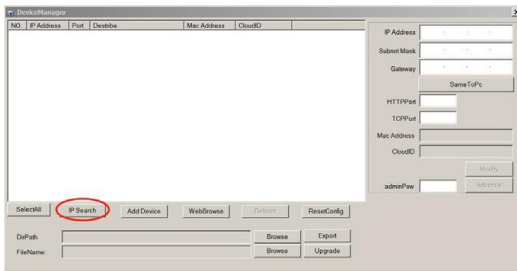 DeviceManager
NO. IP Address Port Destribe Mac Address CloudID
IP Address
Subnet Mask
Gateway
SameToPc
HTTPPort
TCPPort
Mac Address
CloudID
Modify
adminPsw Advance
SelectAll IP Search Add Device WebBrowse Reboot ResetConfig
DirPath Browse Export
FileName: Browse Upgrade